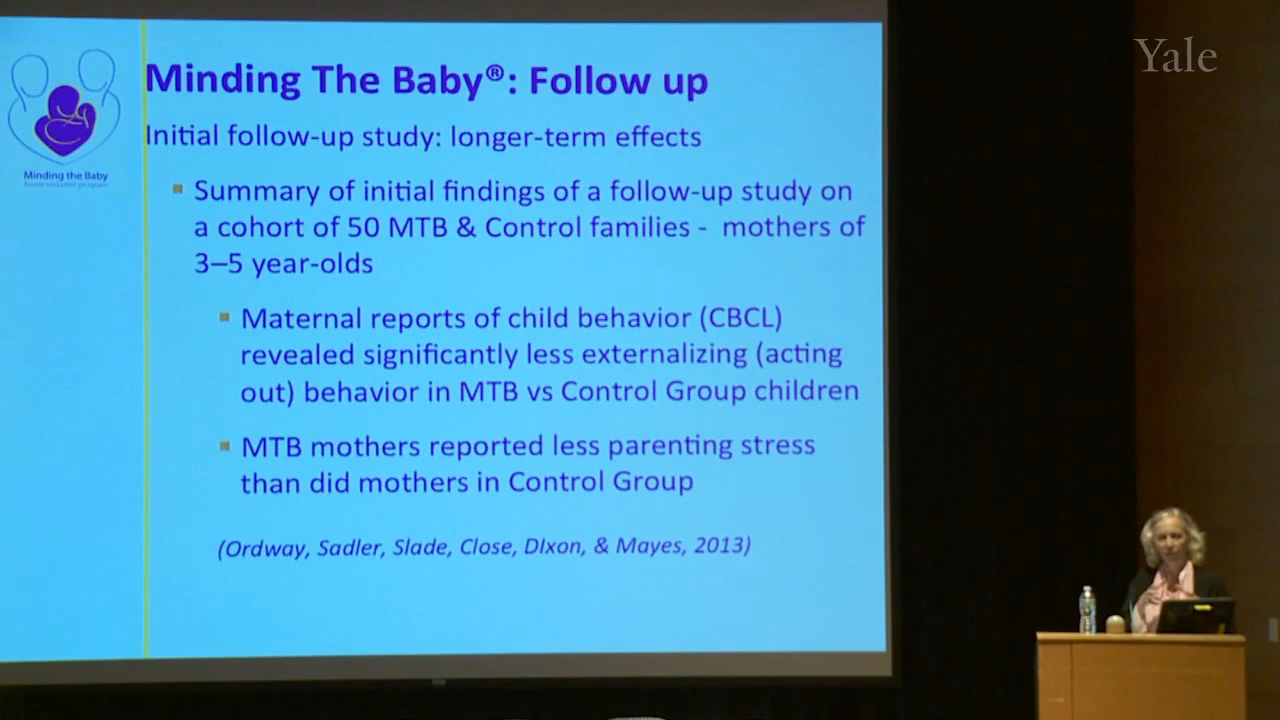 Yale
Minding The Baby®: Follow up
Initial follow-up study: longer-term effects
Summary of initial findings of a follow-up study on
a cohort of 50 MTB & Control families - mothers of
3–5 year-olds
Maternal reports of child behavior (CBCL)
revealed significantly less externalizing (acting
out) behavior in MTB vs Control Group children
MTB mothers reported less parenting stress
than did mothers in Control Group
(Ordway, Sadler, Slade, Close, DIxon, & Mayes, 2013)
Minding the Baby
home visitation program